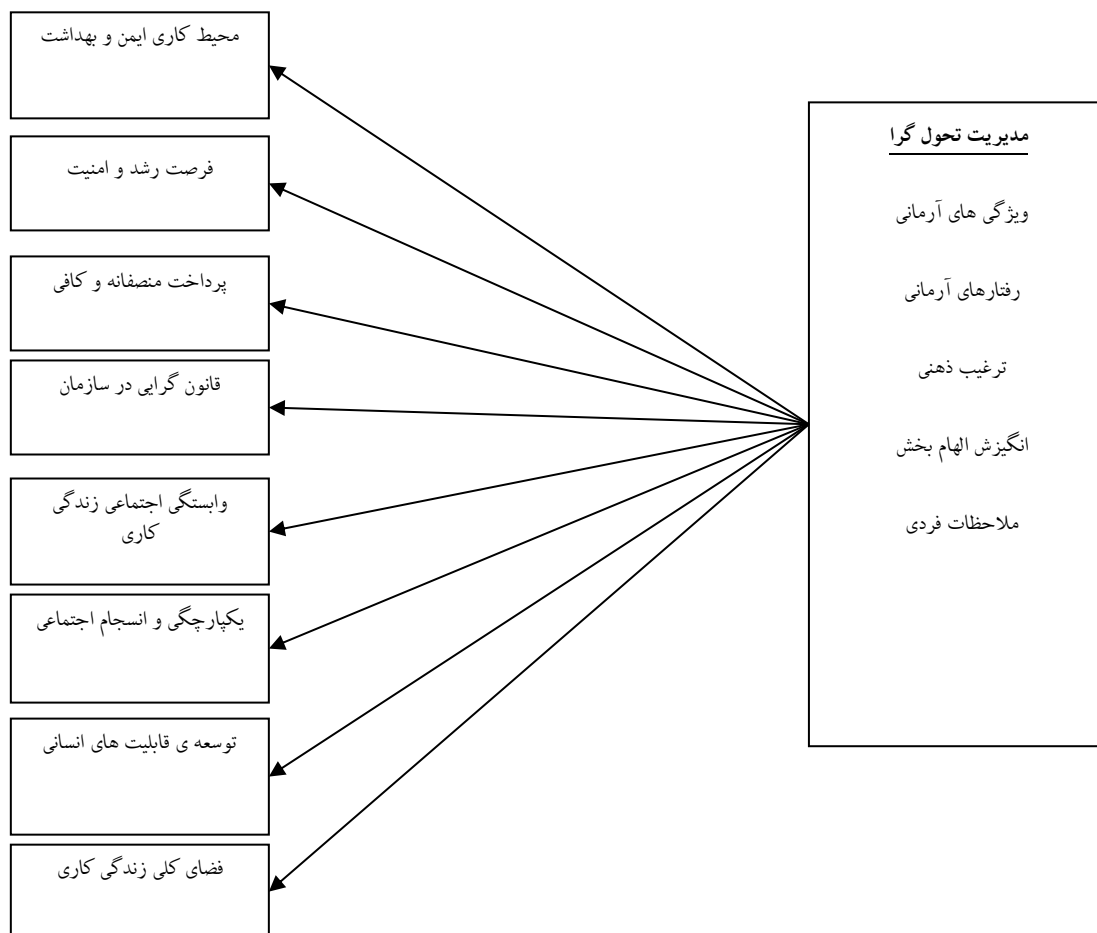 مدیریت تحول گرا
ویژگی های آرمانی
رفتارهای آرمانی
ترغیب ذهنی
انگیزش الهام بخش
ملاحظات فردی
محیط کاری ایمن و بهداشت
فرصت رشد و امنیت
پرداخت منصفانه و کافی
قانون گرایی در سازمان
وابستگی اجتماعی زندگی
کاری
یکپارچگی و انسجام اجتماعی
توسعه ی قابلیت های انسانی
فضای کلی زندگی کاری